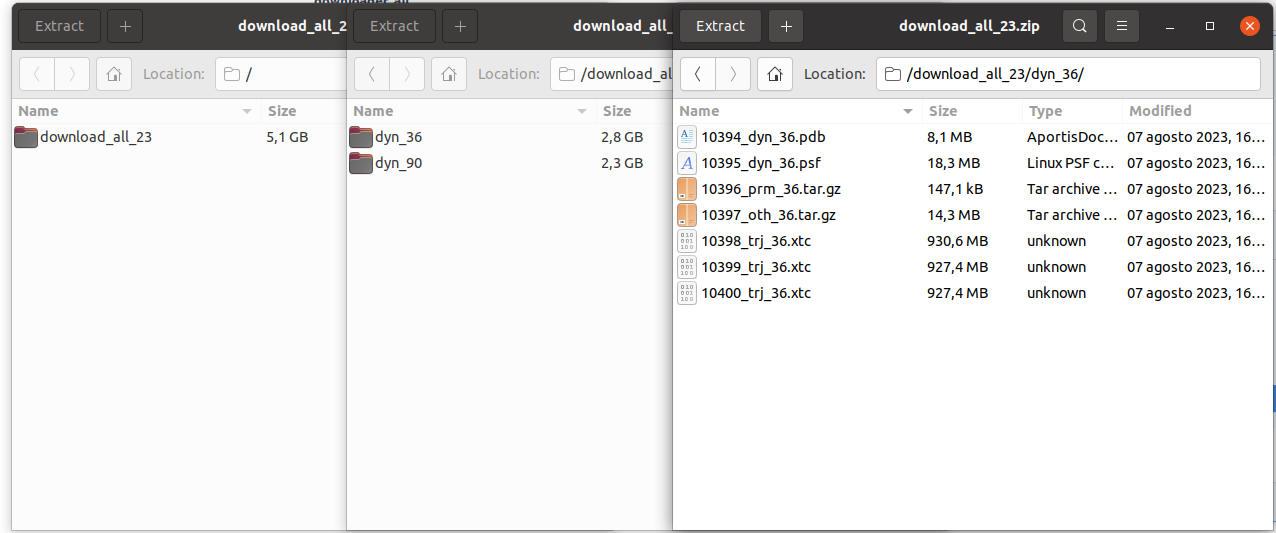 Extract + download_all_2
Location: /
Name Size
download_all_23 5,1 GB
Extract + download_all_
Location: /download_al
Name Size
dyn_36 2,8 GB
dyn_90 2,3 GB
Extract + download_all_23.zip
Location: /download_all_23/dyn_36/
Name Size Type Modified
10394_dyn_36.pdb 8,1 MB AportisDoc… 07 agosto 2023, 16…
10395_dyn_36.psf 18,3 MB Linux PSF c… 07 agosto 2023, 16…
10396_prm_36.tar.gz 147,1 kB Tar archive … 07 agosto 2023, 16…
10397_oth_36.tar.gz 14,3 MB Tar archive … 07 agosto 2023, 16…
10398_trj_36.xtc 930,6 MB unknown 07 agosto 2023, 16…
10399_trj_36.xtc 927,4 MB unknown 07 agosto 2023, 16…
10400_trj_36.xtc 927,4 MB unknown 07 agosto 2023, 16…